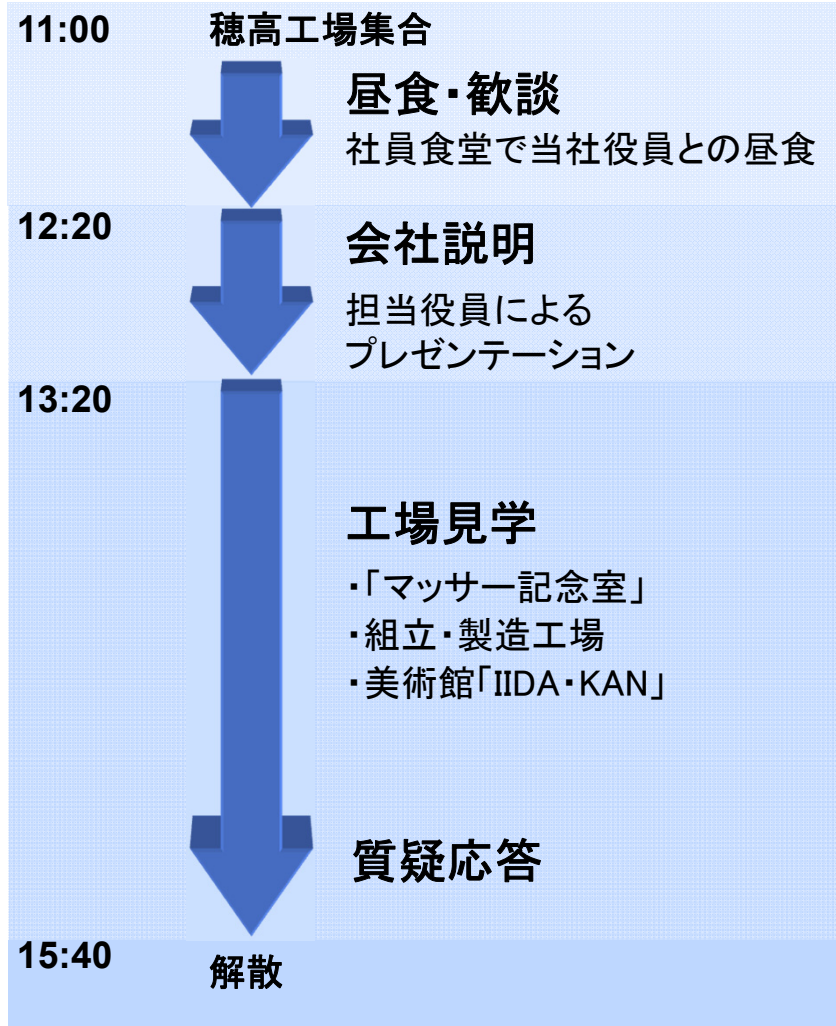 11:00 穂高工場集合
昼食・歓談
社員食堂で当社役員との昼食
12:20
会社説明
担当役員による
プレゼンテーション
13:20
工場見学
・「マッサー記念室」
・組立・製造工場
・美術館「IIDA・KAN」
質疑応答
15:40
解散